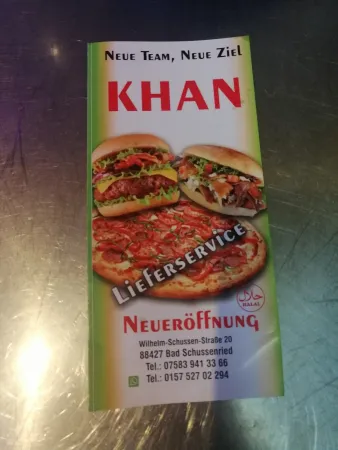 Neue Team, Neue Ziel
KHAN
Lieferservice
حلال
HALAL
Neueröffnung
Wilhelm-Schussen-Straße 20
88427 Bad Schussenried
Tel.: 07583 941 33 66
Tel.: 0157 527 02 294